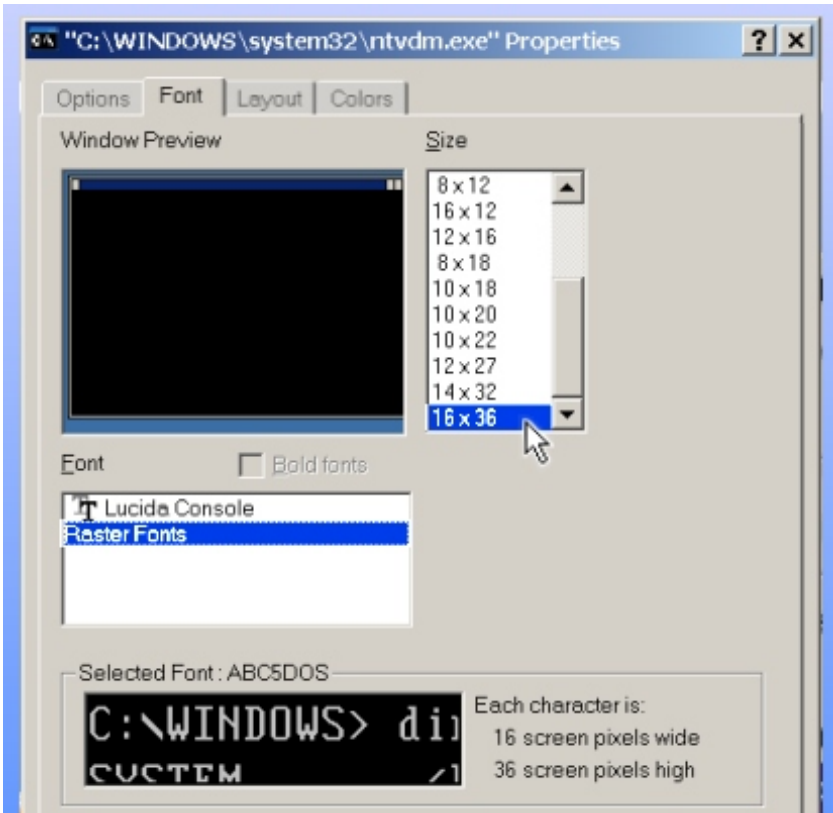 "C:\WINDOWS\system32\ntvdm.exe" Properties
Options Font Layout Colors
Window Preview
Size
8 x 12
16 x 12
12 x 16
8 x 18
10 x 18
10 x 20
10 x 22
12 x 27
14 x 32
16 x 36
Font
Bold fonts
Lucida Console
Raster Fonts
Selected Font : ABC5DOS
C:\WINDOWS> di
SYSTEM
Each character is:
16 screen pixels wide
36 screen pixels high